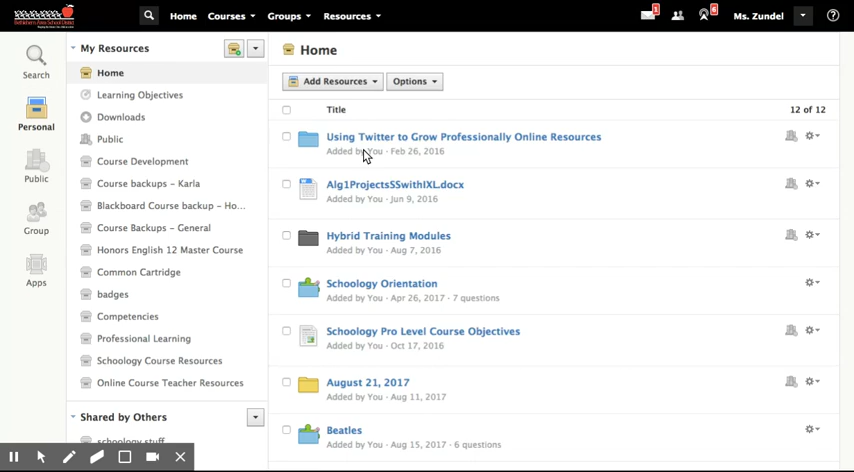 Home
Courses
Groups
Resources
1
6
Ms. Zundel
Search
Personal
Public
Group
Apps
My Resources
Home
Learning Objectives
Downloads
Public
Course Development
Course backups - Karla
Blackboard Course backup - Ho...
Course Backups - General
Honors English 12 Master Course
Common Cartridge
badges
Competencies
Professional Learning
Schoology Course Resources
Online Course Teacher Resources
Shared by Others
schoology stuff
Home
Add Resources
Options
Title
12 of 12
Using Twitter to Grow Professionally Online Resources
Added by You · Feb 26, 2016
Alg1ProjectsSSwithIXL.docx
Added by You · Jun 9, 2016
Hybrid Training Modules
Added by You · Aug 7, 2016
Schoology Orientation
Added by You · Apr 26, 2017 · 7 questions
Schoology Pro Level Course Objectives
Added by You · Oct 17, 2016
August 21, 2017
Added by You · Aug 11, 2017
Beatles
Added by You · Aug 15, 2017 · 6 questions